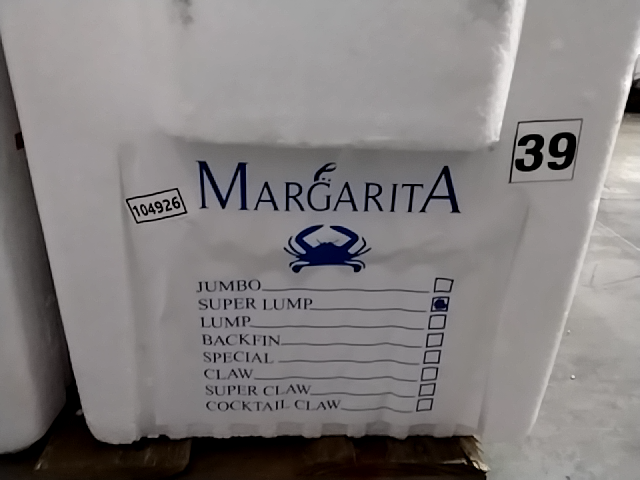 39
MARGARITA
104926
JUMBO
SUPER LUMP
LUMP
BACKFIN
SPECIAL
CLAW
SUPER CLAW
COCKTAIL CLAW